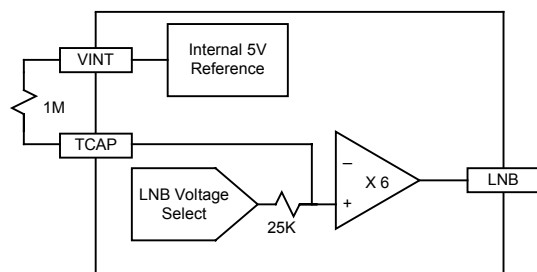 VINT
Internal 5V
Reference
1M
TCAP
LNB Voltage
Select
25K
–
X 6
+
LNB